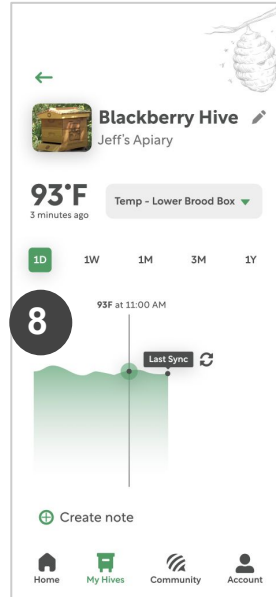 Blackberry Hive
Jeff's Apiary
93°F
3 minutes ago
Temp - Lower Brood Box
1D 1W 1M 3M 1Y
93F at 11:00 AM
8
Last Sync
Create note
Home My Hives Community Account